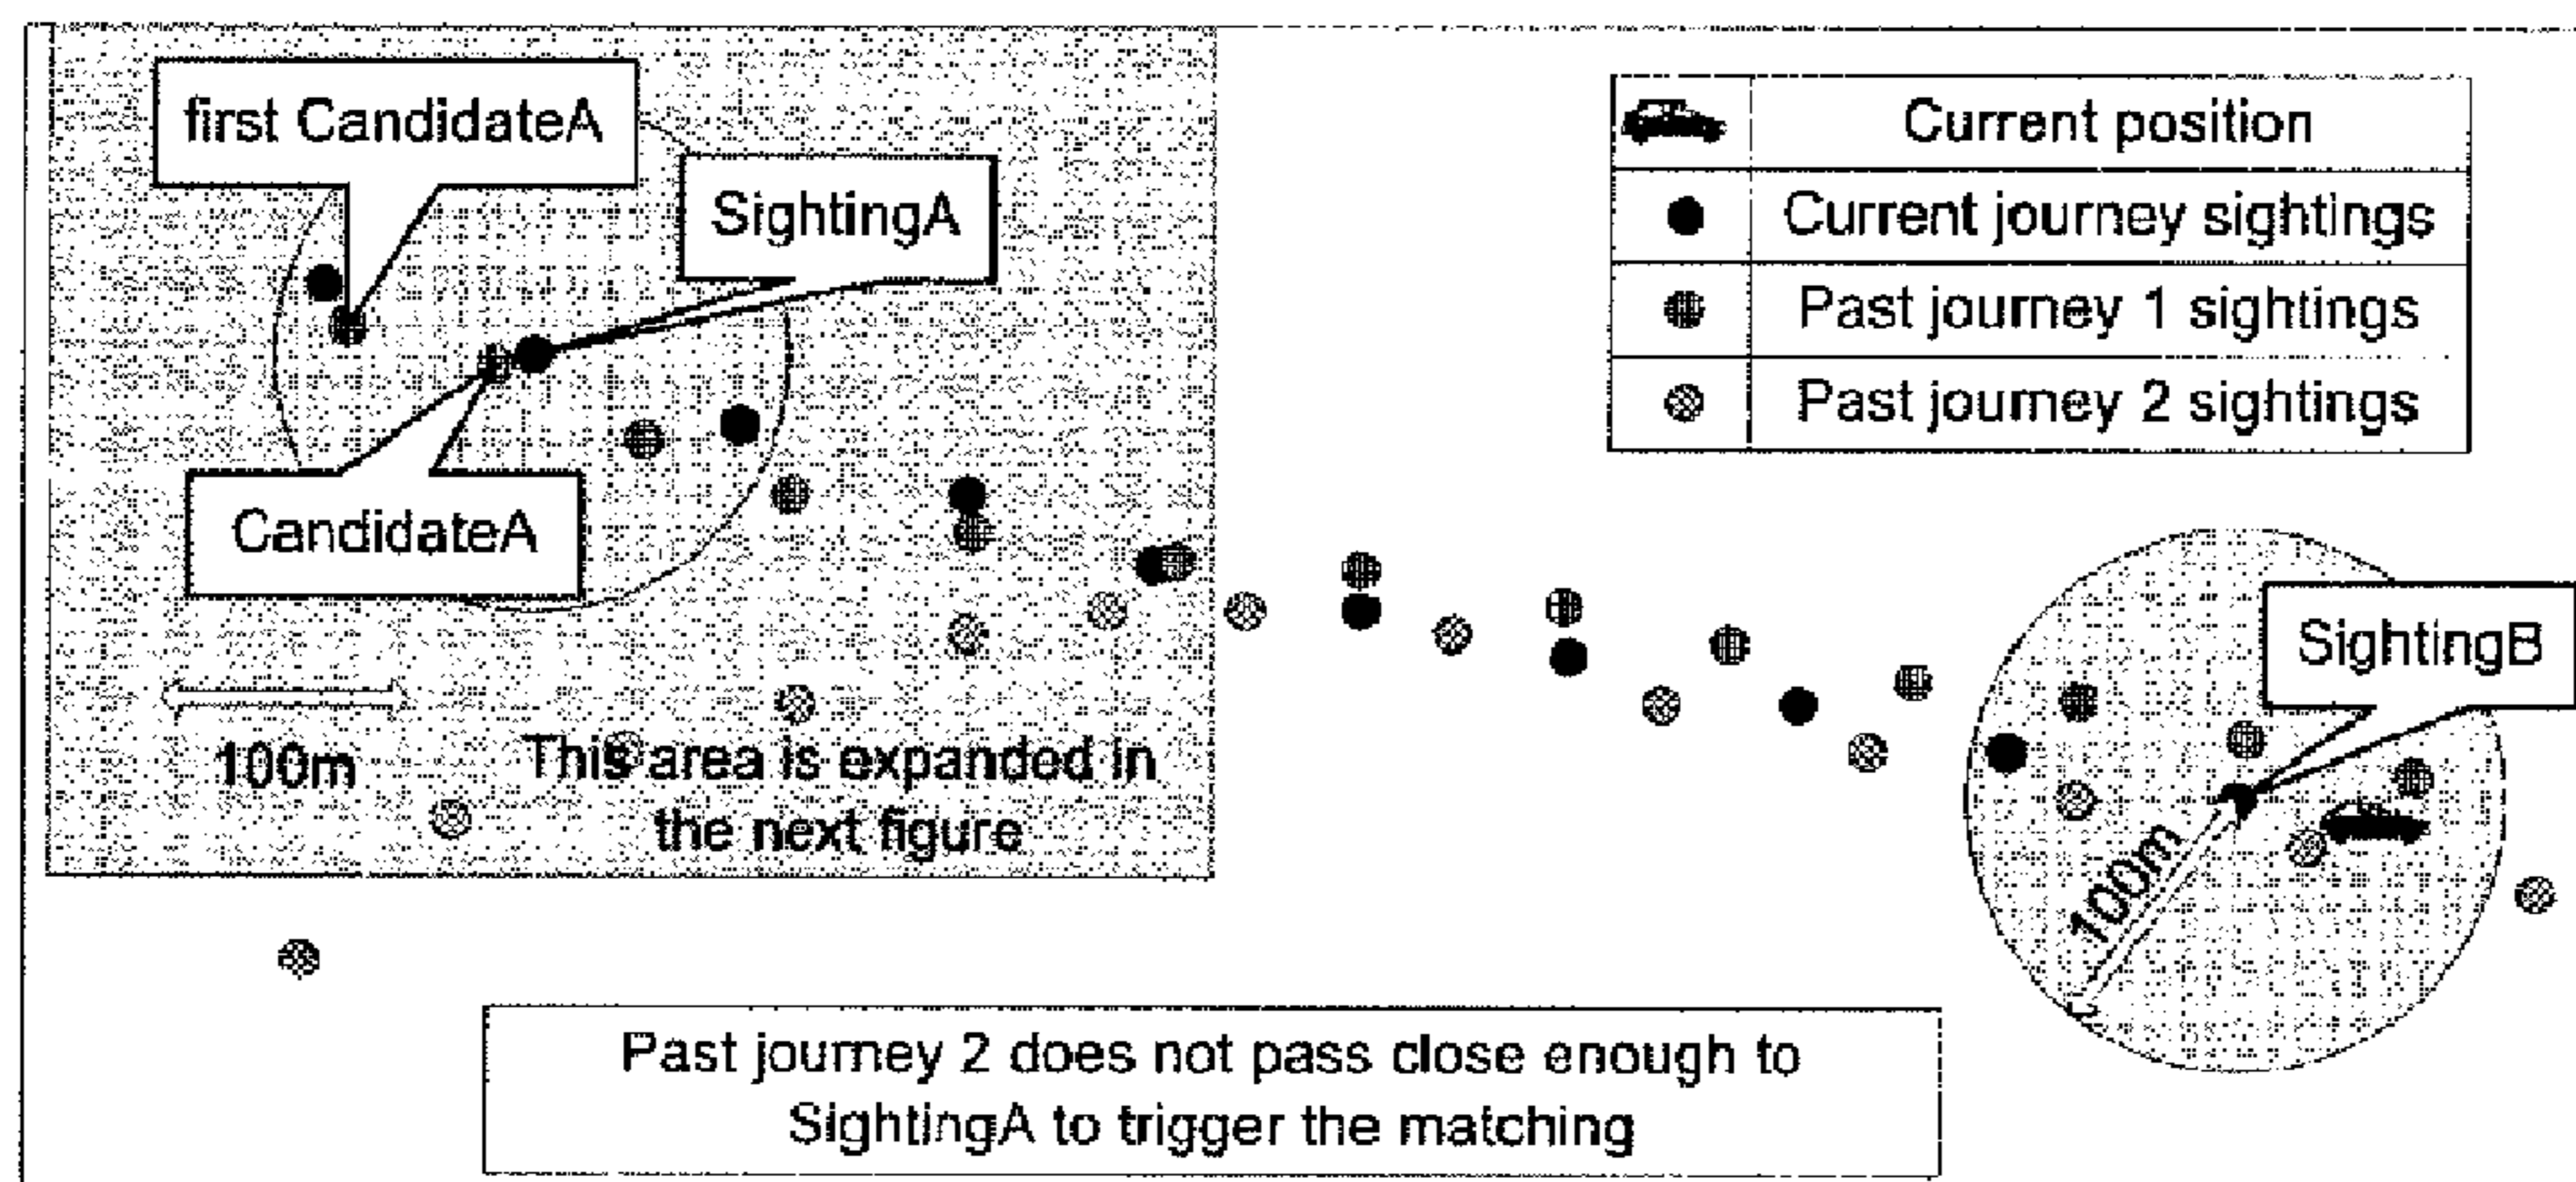 first CandidateA
SightingA
CandidateA
100m
This area is expanded in
the next figure
Current position
Current journey sightings
Past journey 1 sightings
Past journey 2 sightings
SightingB
100m
Past journey 2 does not pass close enough to
SightingA to trigger the matching